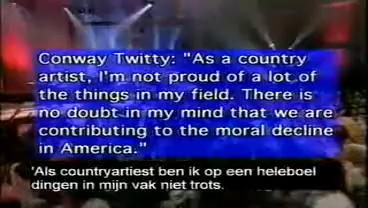 Conway Twitty: "As a country
artist, I'm not proud of a lot of
the things in my field. There is
no doubt in my mind that we are
contributing to the moral decline
in America."
'Als countryartiest ben ik op een heleboel
dingen in mijn vak niet trots.